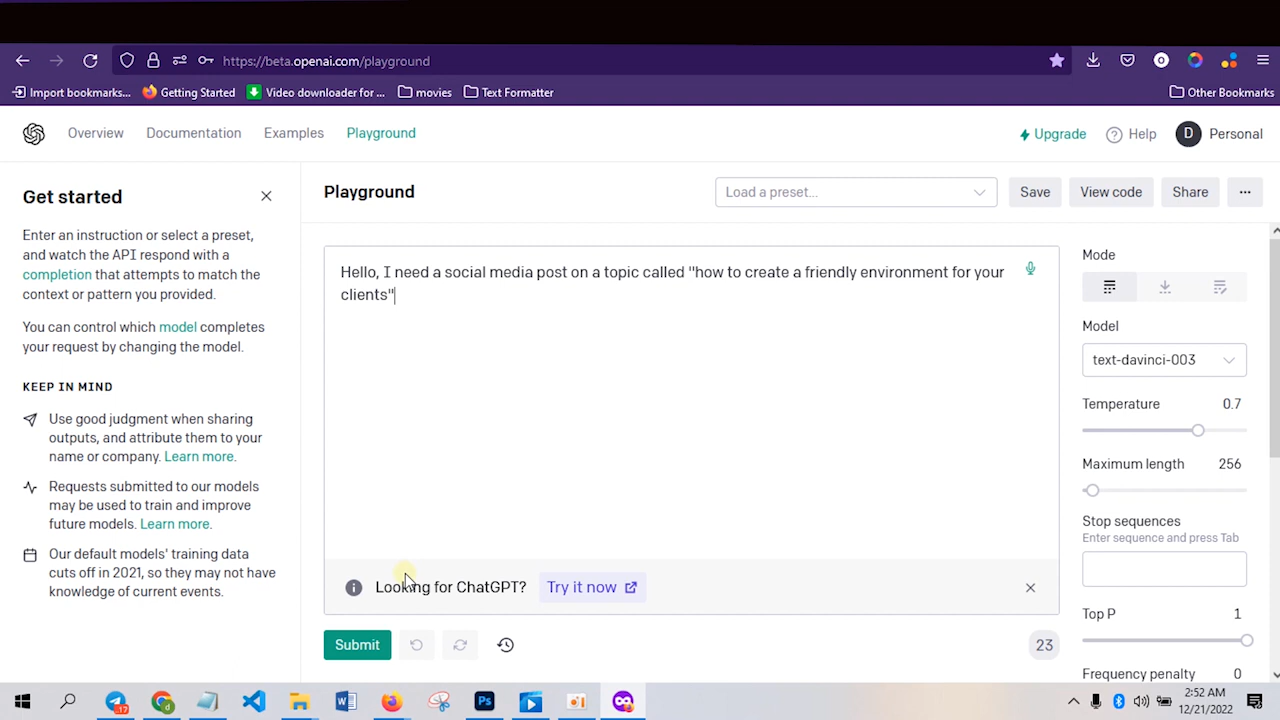 https://beta.openai.com/playground
Import bookmarks...
Getting Started
Video downloader for ...
movies
Text Formatter
Other Bookmarks
Overview
Documentation
Examples
Playground
Upgrade
Help
D
Personal
Get started
Enter an instruction or select a preset,
and watch the API respond with a
completion that attempts to match the
context or pattern you provided.
You can control which model completes
your request by changing the model.
KEEP IN MIND
Use good judgment when sharing
outputs, and attribute them to your
name or company. Learn more.
Requests submitted to our models
may be used to train and improve
future models. Learn more.
Our default models' training data
cuts off in 2021, so they may not have
knowledge of current events.
Playground
Load a preset...
Save
View code
Share
Hello, I need a social media post on a topic called "how to create a friendly environment for your
clients"
Looking for ChatGPT?
Try it now
Submit
23
Mode
Model
text-davinci-003
Temperature
0.7
Maximum length
256
Stop sequences
Enter sequence and press Tab
Top P
1
Frequency penalty
0
12/21/2022